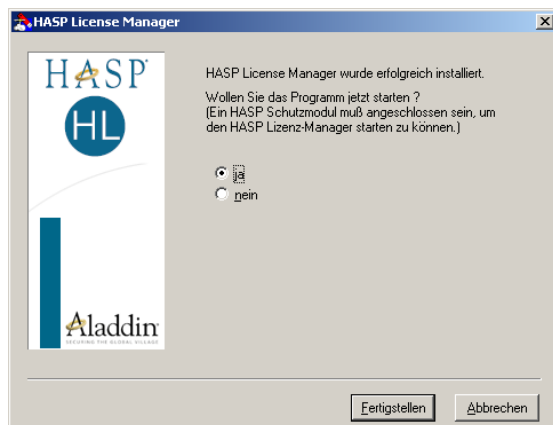 HASP License Manager
HASP
HL
Aladdin
SECURING THE GLOBAL VILLAGE
HASP License Manager wurde erfolgreich installiert.
Wollen Sie das Programm jetzt starten ?
(Ein HASP Schutzmodul muß angeschlossen sein, um
den HASP Lizenz-Manager starten zu können.)
ja
nein
Fertigstellen
Abbrechen